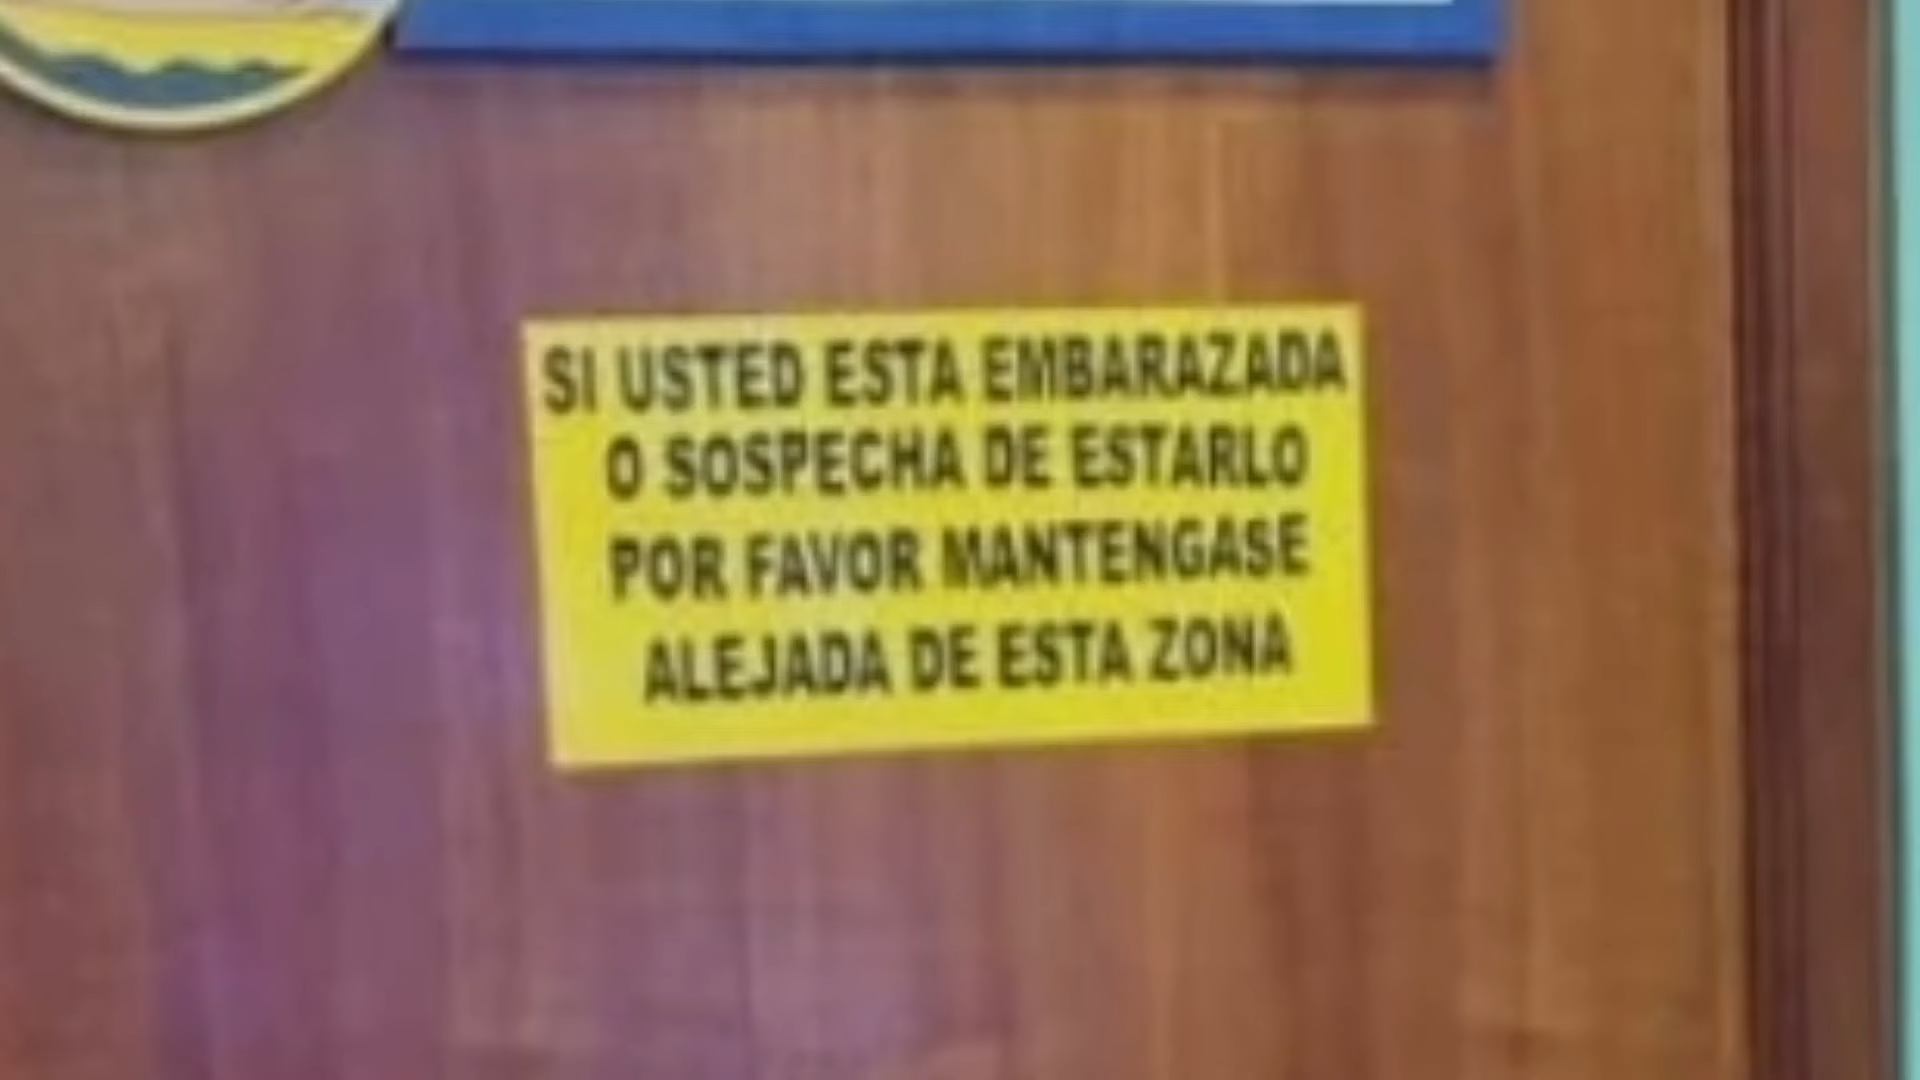 SI USTED ESTA EMBARAZADA
O SOSPECHA DE ESTARLO
POR FAVOR MANTENGASE
ALEJADA DE ESTA ZONA